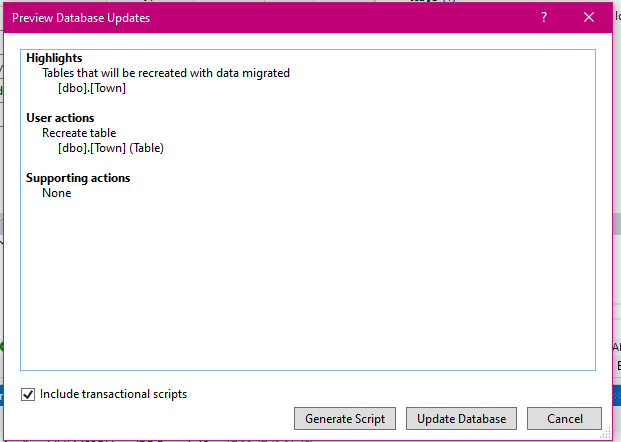 Preview Database Updates
?
Highlights
Tables that will be recreated with data migrated
[dbo].[Town]
User actions
Recreate table
[dbo].[Town] (Table)
Supporting actions
None
Include transactional scripts
Generate Script
Update Database
Cancel